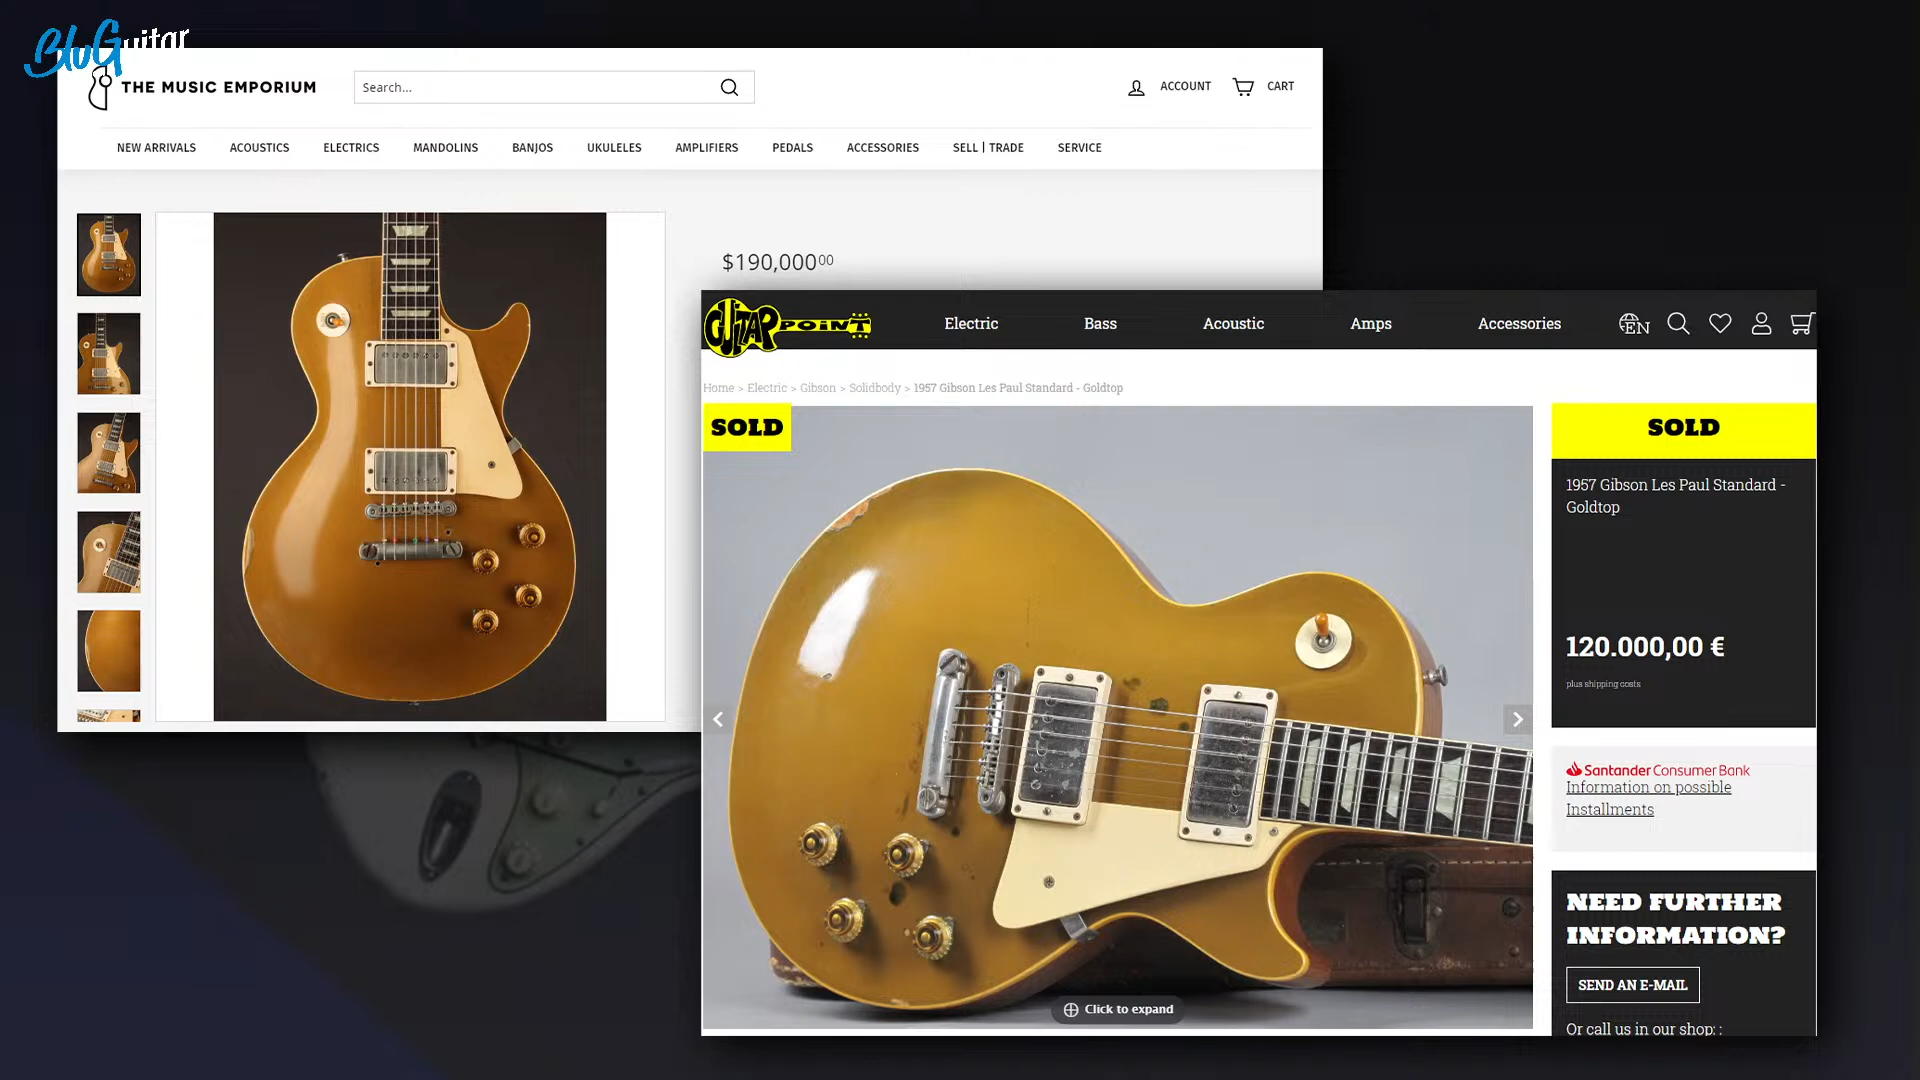 BluGuitar
THE MUSIC EMPORIUM
Search...
ACCOUNT
CART
NEW ARRIVALS
ACOUSTICS
ELECTRICS
MANDOLINS
BANJOS
UKULELES
AMPLIFIERS
PEDALS
ACCESSORIES
SELL | TRADE
SERVICE
$190,000⁰⁰
GUITAR POINT
Electric
Bass
Acoustic
Amps
Accessories
EN
Home > Electric > Gibson > Solidbody > 1957 Gibson Les Paul Standard - Goldtop
SOLD
SOLD
1957 Gibson Les Paul Standard -
Goldtop
120.000,00 €
plus shipping costs
Santander Consumer Bank
Information on possible
Installments
NEED FURTHER
INFORMATION?
SEND AN E-MAIL
Or call us in our shop: :
Click to expand